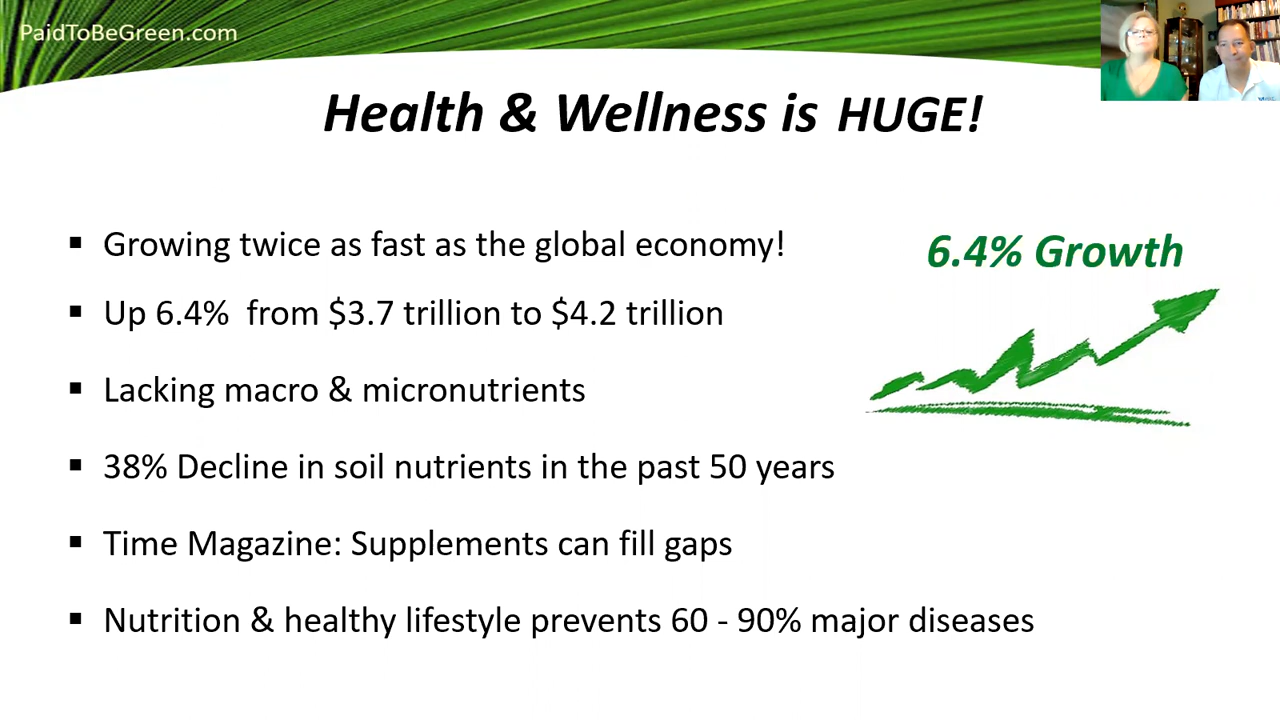 PaidToBeGreen.com
Health & Wellness is HUGE!
▪ Growing twice as fast as the global economy!
6.4% Growth
▪ Up 6.4% from $3.7 trillion to $4.2 trillion
▪ Lacking macro & micronutrients
▪ 38% Decline in soil nutrients in the past 50 years
▪ Time Magazine: Supplements can fill gaps
▪ Nutrition & healthy lifestyle prevents 60 - 90% major diseases